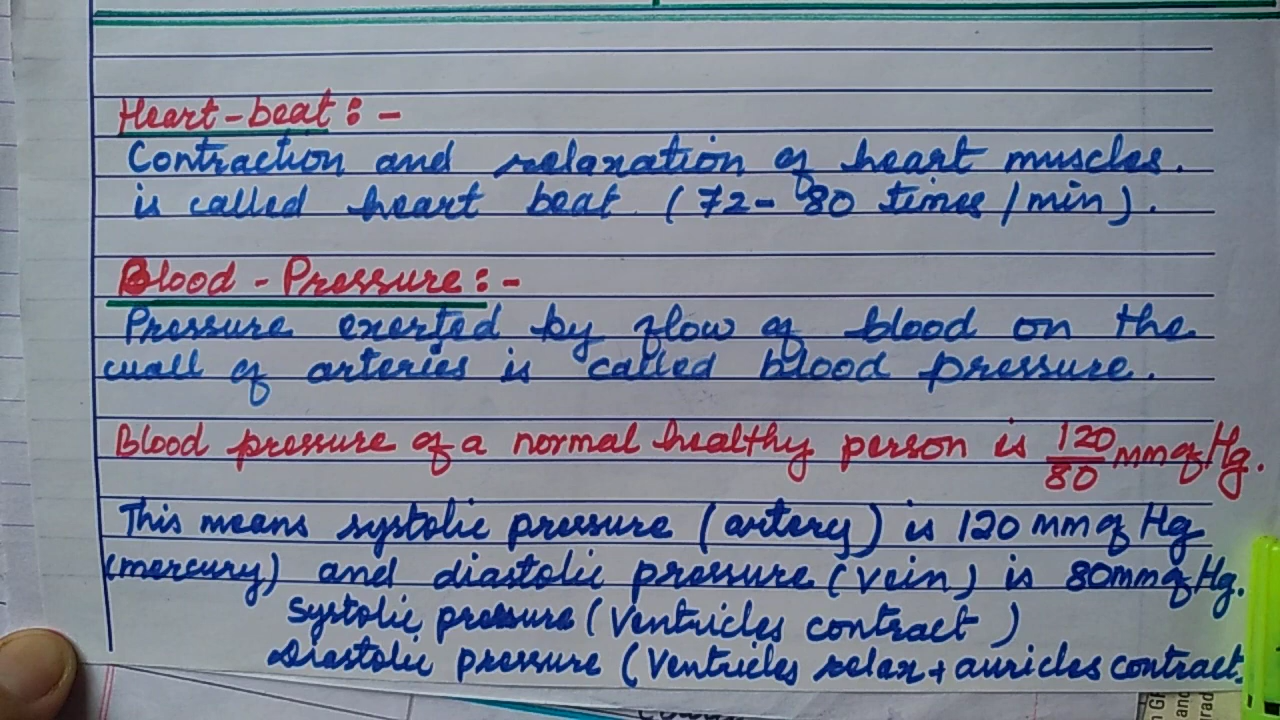 Heart-beat:-
Contraction and relaxation of heart muscles.
is called heart beat (72-80 times/min).
Blood-Pressure:-
Pressure exerted by flow of blood on the
wall of arteries is called blood pressure.
Blood pressure of a normal healthy person is 120/80 mm of Hg.
This means systolic pressure (artery) is 120 mm of Hg
(mercury) and diastolic pressure (vein) is 80mm of Hg.
Systolic pressure (Ventricles contract)
Diastolic pressure (Ventricles relax + auricles contract.